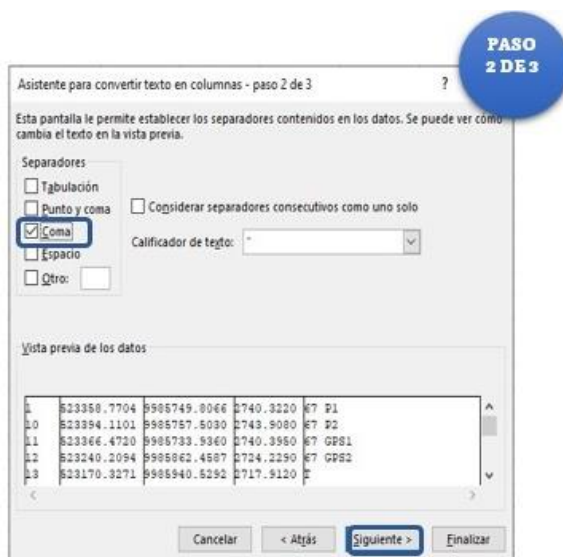 PASO
2 DE 3
Asistente para convertir texto en columnas - paso 2 de 3
?
Esta pantalla le permite establecer los separadores contenidos en los datos. Se puede ver cómo
cambia el texto en la vista previa.
Separadores
Tabulación
Punto y coma
Coma
Espacio
Otro:
Considerar separadores consecutivos como uno solo
Calificador de texto: "
Vista previa de los datos
1 523358.7704 9985749.8066 2740.3220 67 P1
10 523394.1101 9985757.5030 2743.9080 67 P2
11 523366.4720 9985733.9360 2740.3950 67 GPS1
12 523240.2094 9985862.4587 2724.2290 67 GPS2
13 523170.3271 9985940.5292 2717.9120 T
Cancelar
< Atrás
Siguiente >
Finalizar